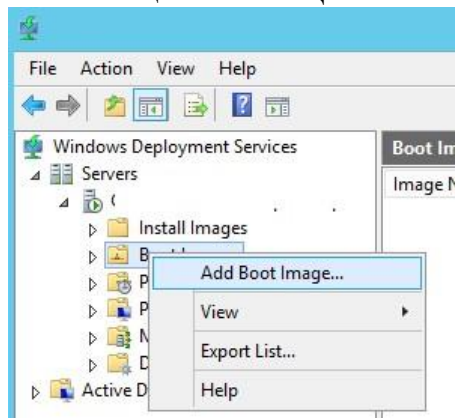 File Action View Help
Windows Deployment Services
Servers
Install Images
Add Boot Image...
View
Export List...
Help
Active D
Boot Im
Image N